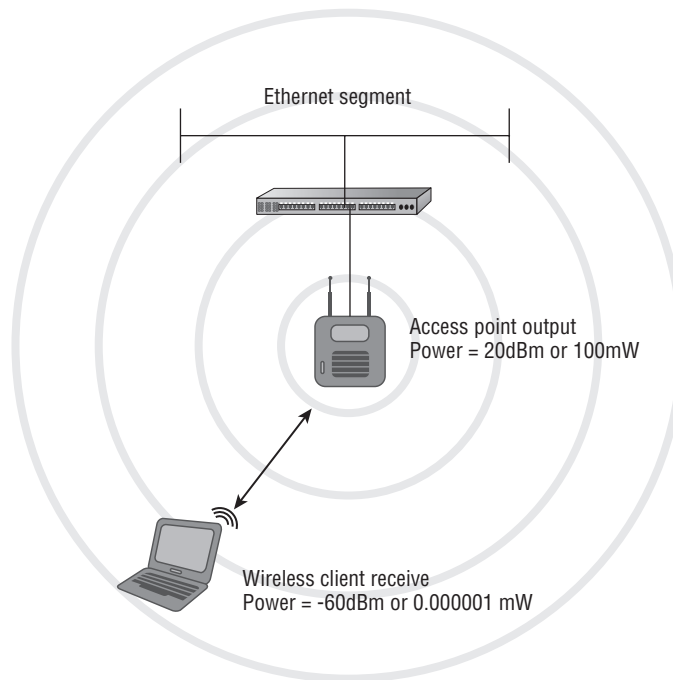 Ethernet segment
Access point output
Power = 20dBm or 100mW
Wireless client receive
Power = -60dBm or 0.000001 mW